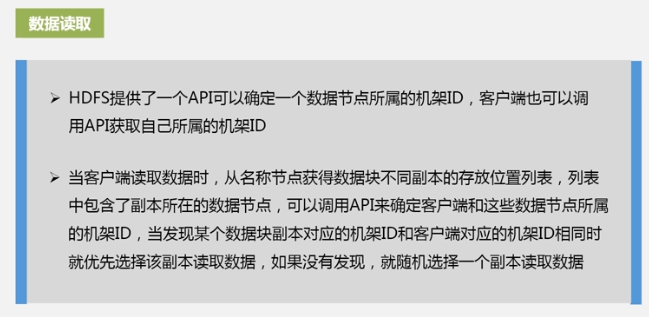 数据读取
➢ HDFS提供了一个API可以确定一个数据节点所属的机架ID，客户端也可以调
用API获取自己所属的机架ID
➢ 当客户端读取数据时，从名称节点获得数据块不同副本的存放位置列表，列表
中包含了副本所在的数据节点，可以调用API来确定客户端和这些数据节点所属
的机架ID，当发现某个数据块副本对应的机架ID和客户端对应的机架ID相同时
就优先选择该副本读取数据，如果没有发现，就随机选择一个副本读取数据